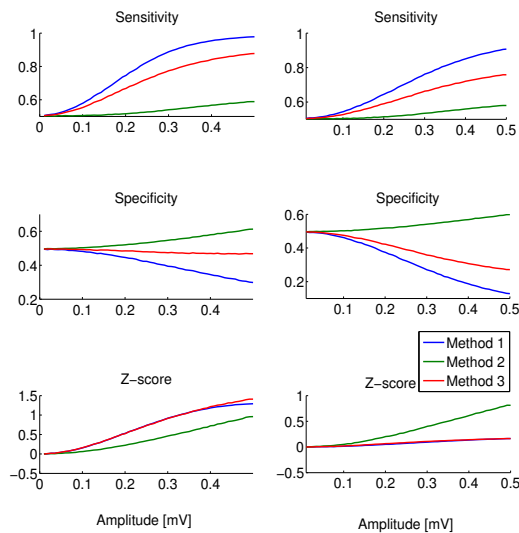 Sensitivity
1
0.8
0.6
0 0.1 0.2 0.3 0.4
Sensitivity
1
0.8
0.6
0.1 0.2 0.3 0.4 0.5
Specificity
0.6
0.4
0.2
0 0.1 0.2 0.3 0.4
Specificity
0.6
0.4
0.2
0.1 0.2 0.3 0.4 0.5
Method 1
Method 2
Method 3
Z−score
1.5
1
0.5
0
−0.5
0 0.1 0.2 0.3 0.4
Amplitude [mV]
Z−score
1
0.5
0
−0.5
0.1 0.2 0.3 0.4 0.5
Amplitude [mV]